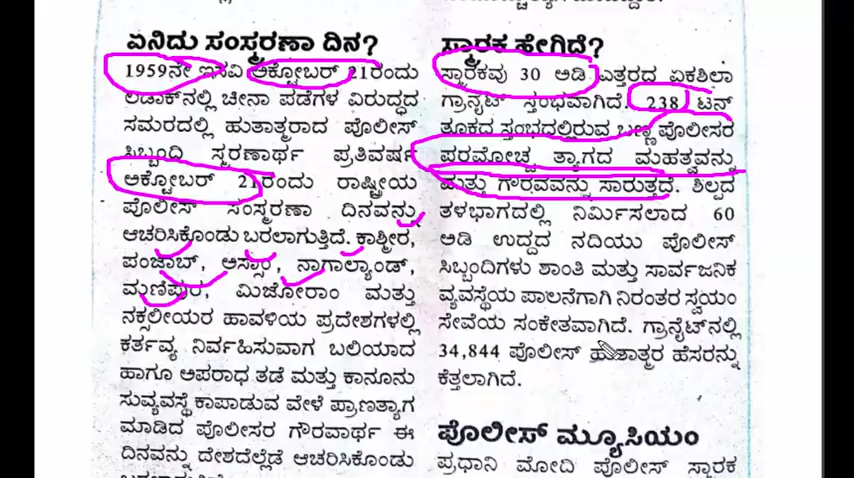 ಏನಿದು ಸಂಸ್ಮರಣಾ ದಿನ?
1959ನೇ ಇಸವಿ ಅಕ್ಟೋಬರ್ 21ರಂದು
ಲಡಾಕ್‌ನಲ್ಲಿ ಚೀನಾ ಪಡೆಗಳ ವಿರುದ್ಧದ
ಸಮರದಲ್ಲಿ ಹುತಾತ್ಮರಾದ ಪೊಲೀಸ್
ಸಿಬ್ಬಂದಿ ಸ್ಮರಣಾರ್ಥ ಪ್ರತಿವರ್ಷ
ಅಕ್ಟೋಬರ್ 21ರಂದು ರಾಷ್ಟ್ರೀಯ
ಪೊಲೀಸ್ ಸಂಸ್ಮರಣಾ ದಿನವನ್ನು
ಆಚರಿಸಿಕೊಂಡು ಬರಲಾಗುತ್ತಿದೆ. ಕಾಶ್ಮೀರ,
ಪಂಜಾಬ್, ಅಸ್ಸಾಂ, ನಾಗಾಲ್ಯಾಂಡ್,
ಮಣಿಪುರ, ಮಿಜೋರಾಂ ಮತ್ತು
ನಕ್ಸಲೀಯರ ಹಾವಳಿಯ ಪ್ರದೇಶಗಳಲ್ಲಿ
ಕರ್ತವ್ಯ ನಿರ್ವಹಿಸುವಾಗ ಬಲಿಯಾದ
ಹಾಗೂ ಅಪರಾಧ ತಡೆ ಮತ್ತು ಕಾನೂನು
ಸುವ್ಯವಸ್ಥೆ ಕಾಪಾಡುವ ವೇಳೆ ಪ್ರಾಣತ್ಯಾಗ
ಮಾಡಿದ ಪೊಲೀಸರ ಗೌರವಾರ್ಥ ಈ
ದಿನವನ್ನು ದೇಶದೆಲ್ಲೆಡೆ ಆಚರಿಸಿಕೊಂಡು
ಸ್ಮಾರಕ ಹೇಗಿದೆ?
ಸ್ಮಾರಕವು 30 ಅಡಿ ಎತ್ತರದ ಏಕಶಿಲಾ
ಗ್ರಾನೈಟ್ ಸ್ತಂಭವಾಗಿದೆ. 238 ಟನ್
ತೂಕದ ಸ್ತಂಭದಲ್ಲಿರುವ ಬಣ್ಣ ಪೊಲೀಸರ
ಪರಮೋಚ್ಚ ತ್ಯಾಗದ ಮಹತ್ವವನ್ನು
ಮತ್ತು ಗೌರವವನ್ನು ಸಾರುತ್ತದೆ. ಶಿಲ್ಪದ
ತಳಭಾಗದಲ್ಲಿ ನಿರ್ಮಿಸಲಾದ 60
ಅಡಿ ಉದ್ದದ ನದಿಯು ಪೊಲೀಸ್
ಸಿಬ್ಬಂದಿಗಳು ಶಾಂತಿ ಮತ್ತು ಸಾರ್ವಜನಿಕ
ವ್ಯವಸ್ಥೆಯ ಪಾಲನೆಗಾಗಿ ನಿರಂತರ ಸ್ವಯಂ
ಸೇವೆಯ ಸಂಕೇತವಾಗಿದೆ. ಗ್ರಾನೈಟ್‌ನಲ್ಲಿ
34,844 ಪೊಲೀಸ್ ಹುತಾತ್ಮರ ಹೆಸರನ್ನು
ಕೆತ್ತಲಾಗಿದೆ.
ಪೊಲೀಸ್ ಮ್ಯೂಸಿಯಂ
ಪ್ರಧಾನಿ ಮೋದಿ ಪೊಲೀಸ್ ಸ್ಮಾರಕ